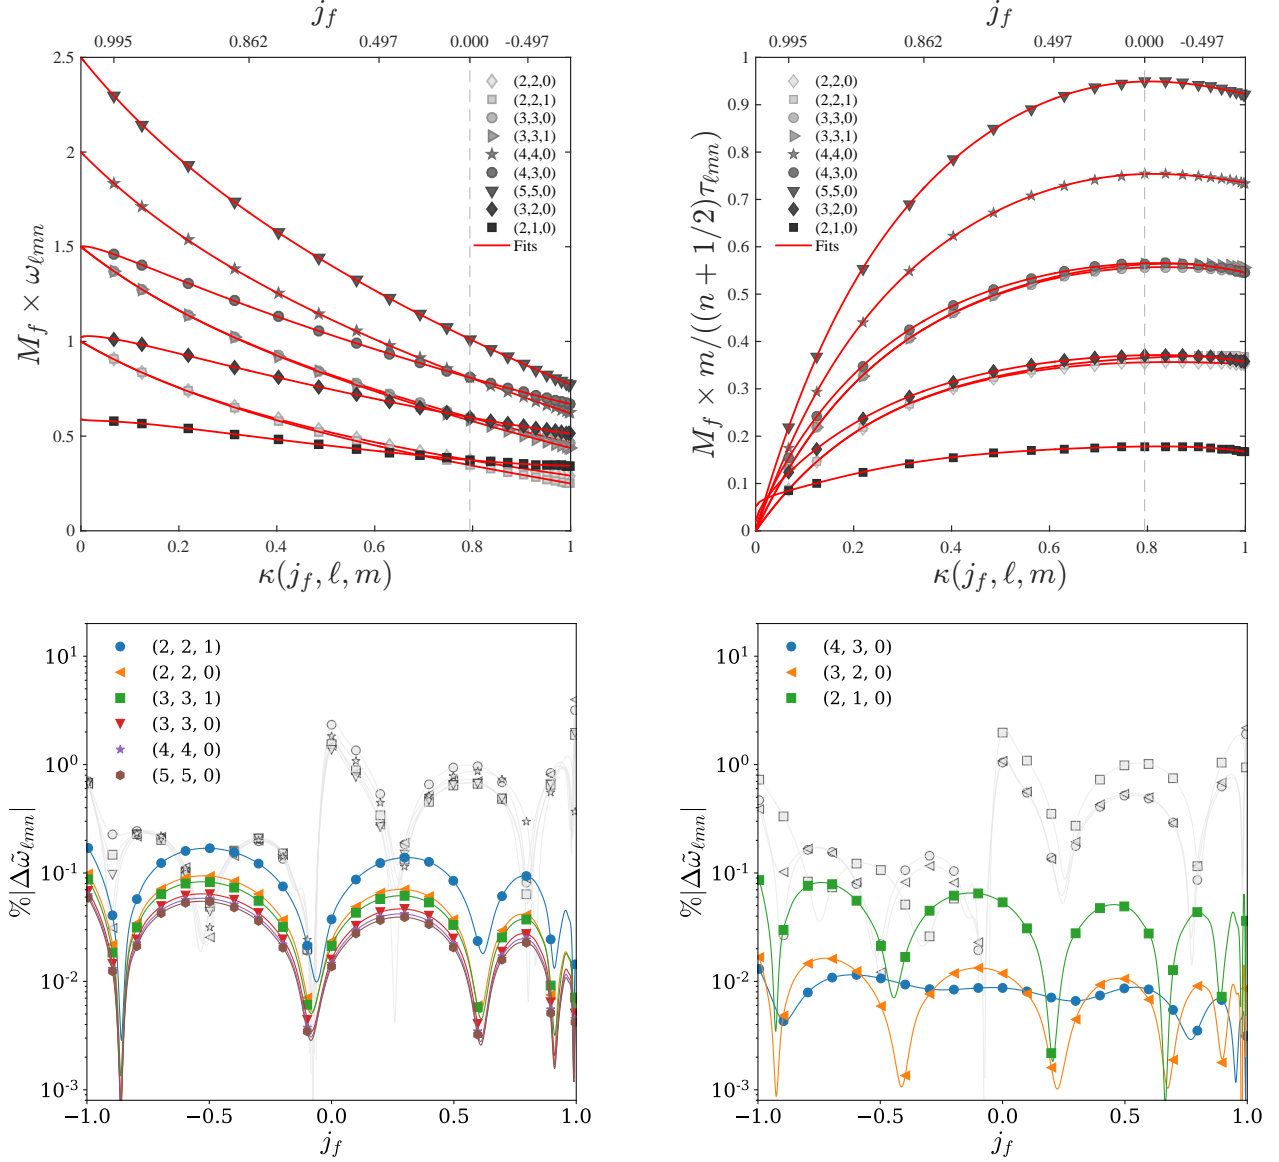 j_f
0.995 0.862 0.497 0.000 -0.497
2.5
2
1.5
1
0.5
0
M_f × ω_ℓmn
(2,2,0)
(2,2,1)
(3,3,0)
(3,3,1)
(4,4,0)
(4,3,0)
(5,5,0)
(3,2,0)
(2,1,0)
Fits
0 0.2 0.4 0.6 0.8 1
κ(j_f, ℓ, m)
j_f
0.995 0.862 0.497 0.000 -0.497
1
0.9
0.8
0.7
0.6
0.5
0.4
0.3
0.2
0.1
0
M_f × m/((n + 1/2)τ_ℓmn)
(2,2,0)
(2,2,1)
(3,3,0)
(3,3,1)
(4,4,0)
(4,3,0)
(5,5,0)
(3,2,0)
(2,1,0)
Fits
0 0.2 0.4 0.6 0.8 1
κ(j_f, ℓ, m)
10^1
10^0
10^−1
10^−2
10^−3
%|Δω̃_ℓmn|
(2, 2, 1)
(2, 2, 0)
(3, 3, 1)
(3, 3, 0)
(4, 4, 0)
(5, 5, 0)
−1.0 −0.5 0.0 0.5 1.0
j_f
10^1
10^0
10^−1
10^−2
10^−3
%|Δω̃_ℓmn|
(4, 3, 0)
(3, 2, 0)
(2, 1, 0)
−1.0 −0.5 0.0 0.5 1.0
j_f